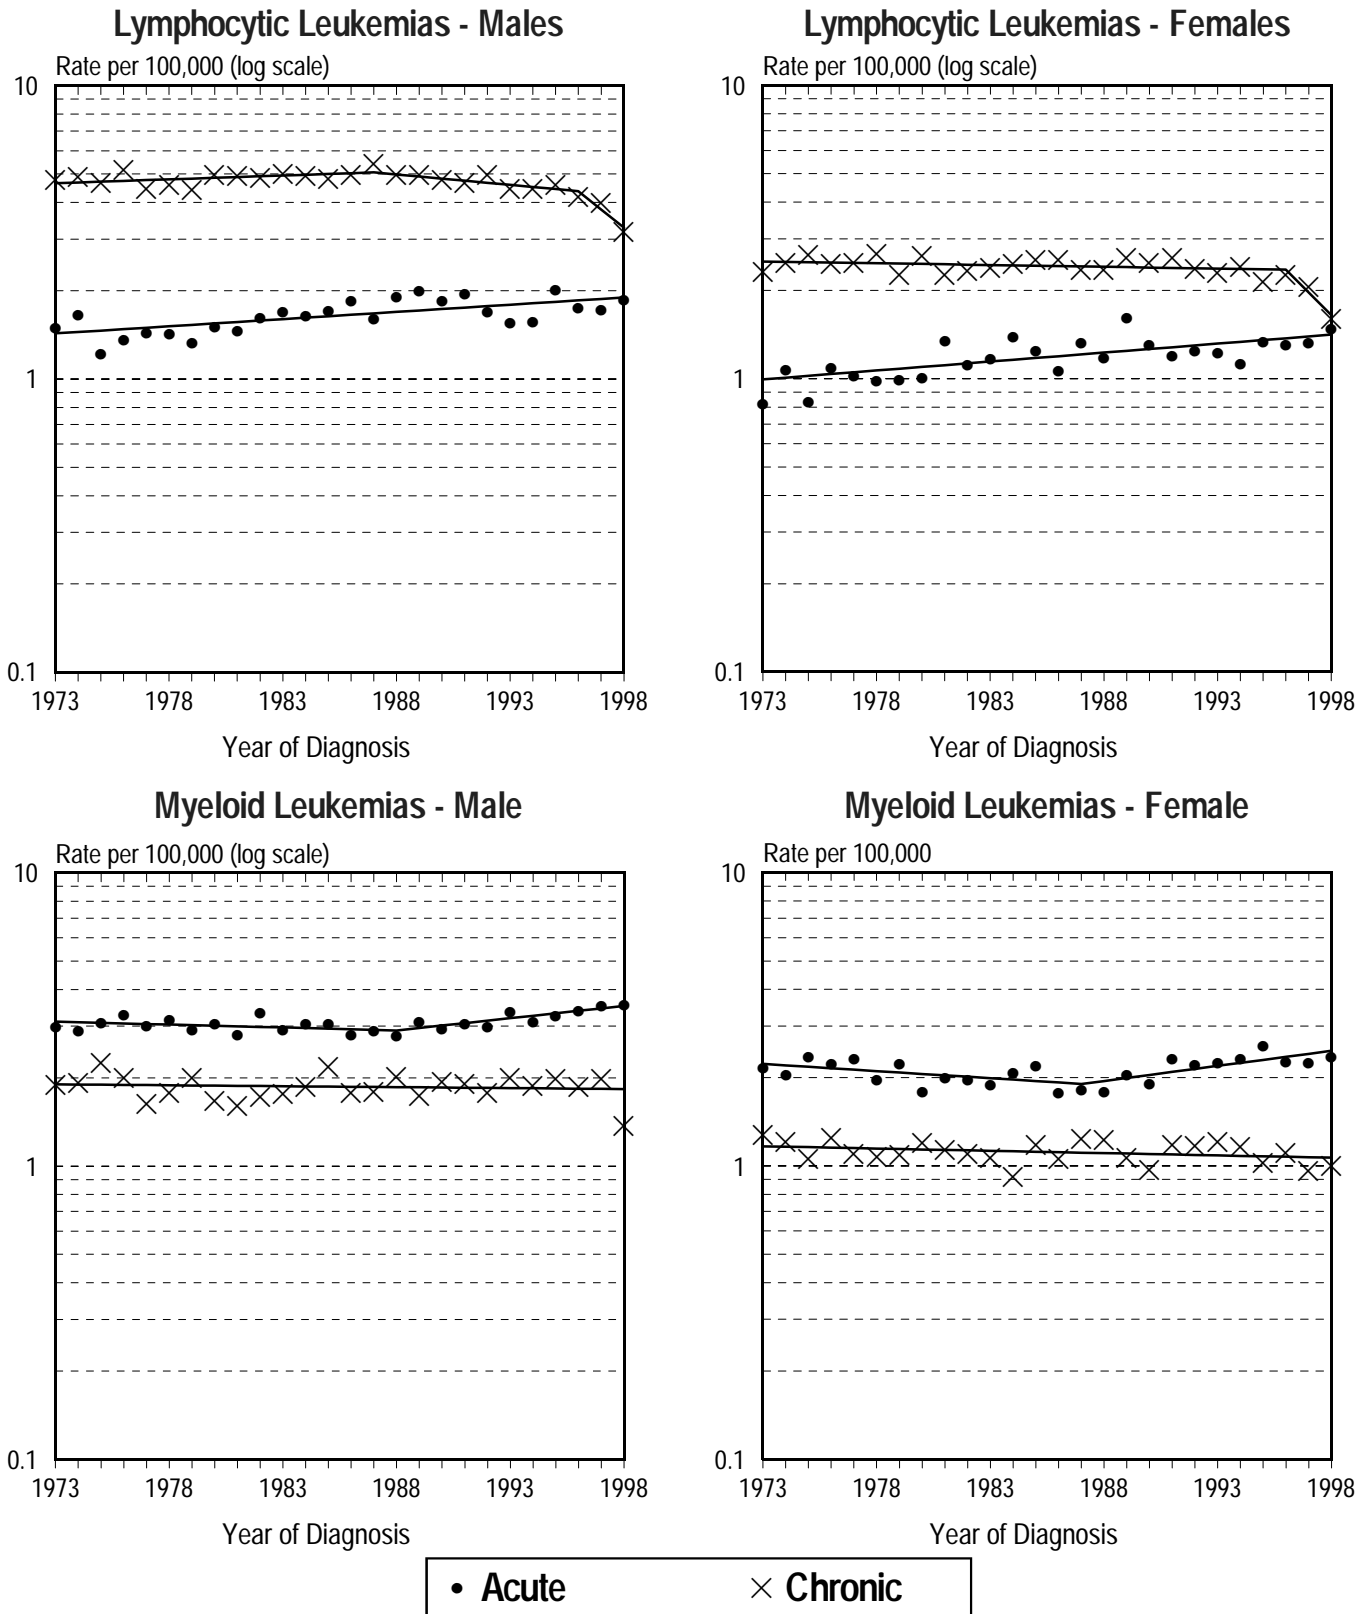 Lymphocytic Leukemias - Males
Rate per 100,000 (log scale)
10
1
0.1
1973 1978 1983 1988 1993 1998
Year of Diagnosis
Lymphocytic Leukemias - Females
Rate per 100,000 (log scale)
10
1
0.1
1973 1978 1983 1988 1993 1998
Year of Diagnosis
Myeloid Leukemias - Male
Rate per 100,000 (log scale)
10
1
0.1
1973 1978 1983 1988 1993 1998
Year of Diagnosis
Myeloid Leukemias - Female
Rate per 100,000
10
1
0.1
1973 1978 1983 1988 1993 1998
Year of Diagnosis
Acute Chronic